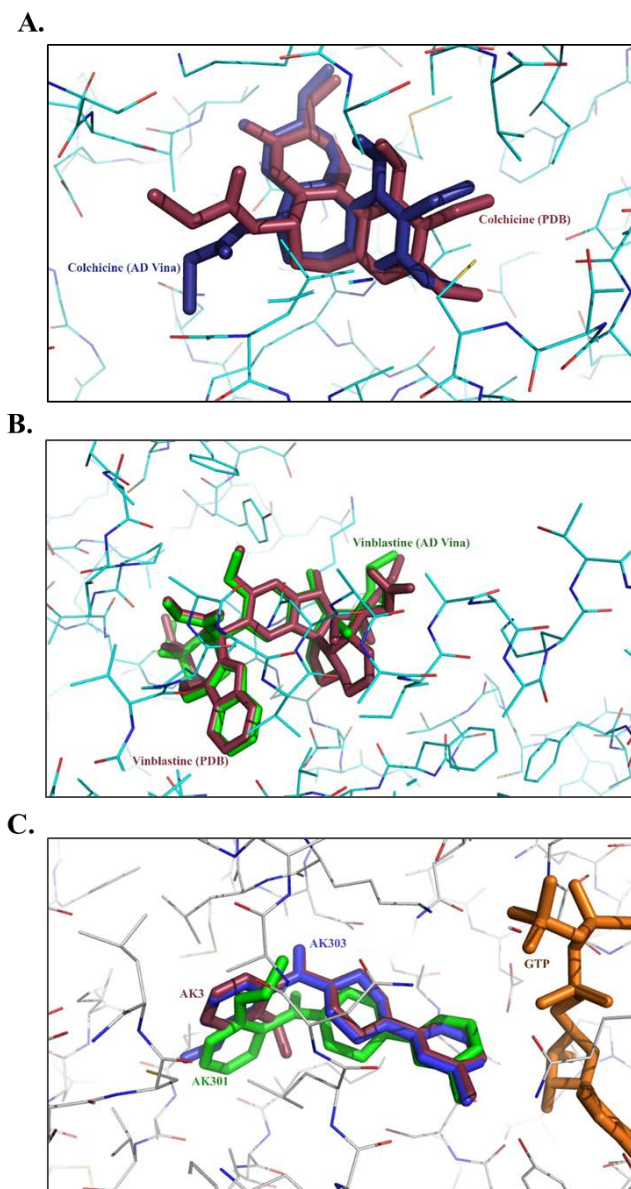 A.
Colchicine (PDB)
Colchicine (AD Vina)
B.
Vinblastine (AD Vina)
Vinblastine (PDB)
C.
AK303
GTP
AK3
AK301